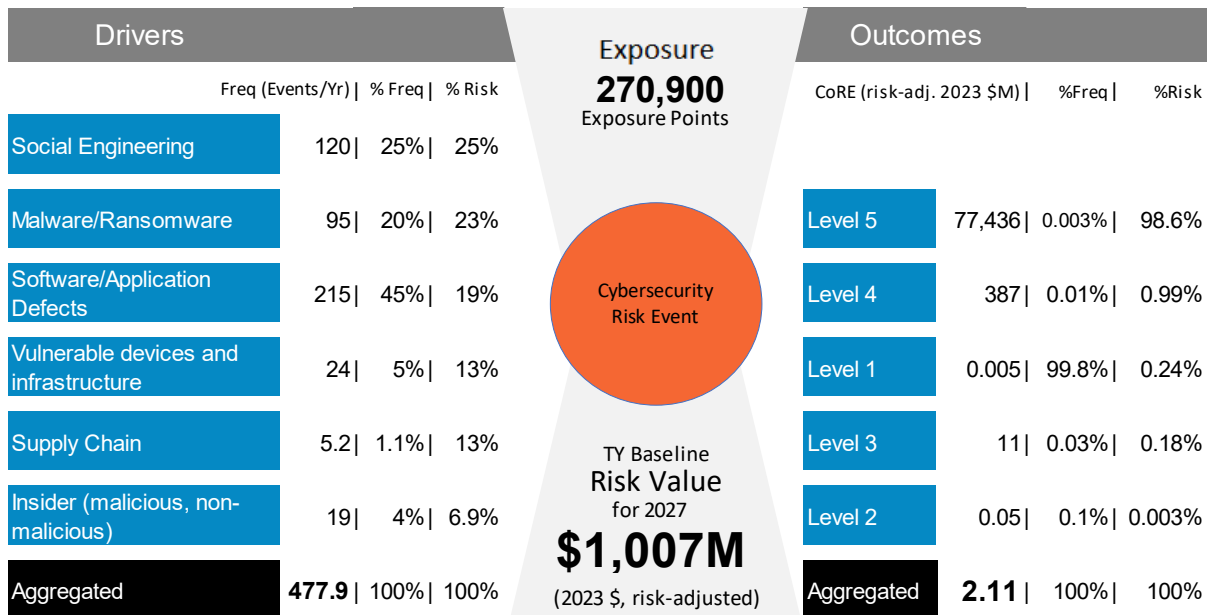 Drivers
Freq (Events/Yr) | % Freq | % Risk
Social Engineering 120| 25%| 25%
Malware/Ransomware 95| 20%| 23%
Software/Application
Defects 215| 45%| 19%
Vulnerable devices and
infrastructure 24| 5%| 13%
Supply Chain 5.2| 1.1%| 13%
Insider (malicious, non-
malicious) 19| 4%| 6.9%
Aggregated 477.9| 100%| 100%
Exposure
270,900
Exposure Points
Cybersecurity
Risk Event
TY Baseline
Risk Value
for 2027
$1,007M
(2023 $, risk-adjusted)
Outcomes
CoRE (risk-adj. 2023 $M) | %Freq| %Risk
Level 5 77,436| 0.003%| 98.6%
Level 4 387| 0.01%| 0.99%
Level 1 0.005| 99.8%| 0.24%
Level 3 11| 0.03%| 0.18%
Level 2 0.05| 0.1%| 0.003%
Aggregated 2.11| 100%| 100%